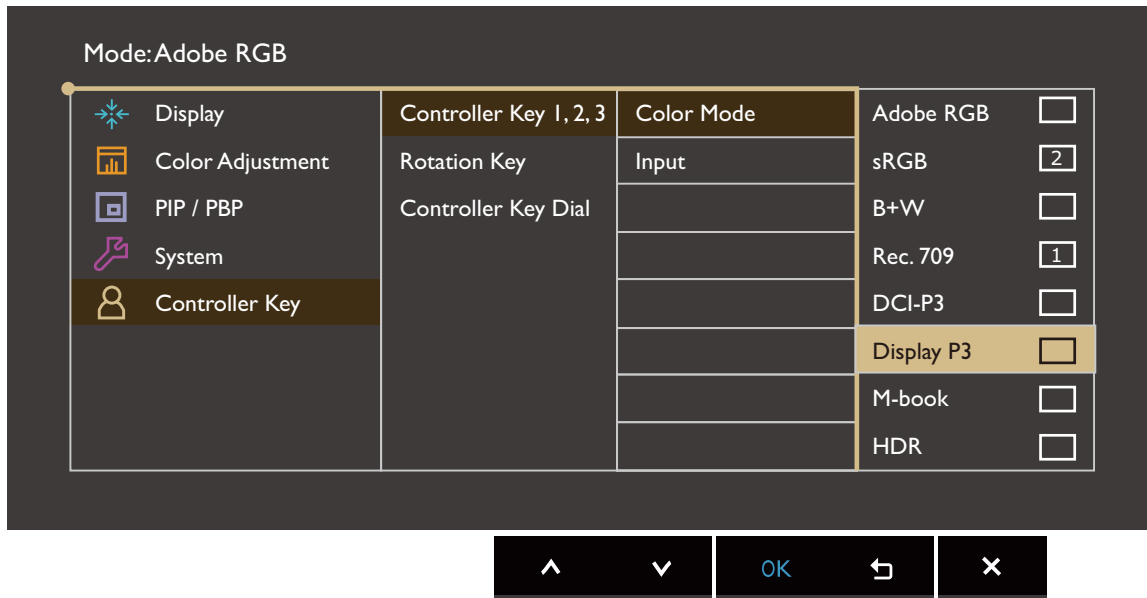 Mode: Adobe RGB
Display
Color Adjustment
PIP / PBP
System
Controller Key
Controller Key 1, 2, 3
Rotation Key
Controller Key Dial
Color Mode
Input
Adobe RGB
sRGB 2
B+W
Rec. 709 1
DCI-P3
Display P3
M-book
HDR
OK